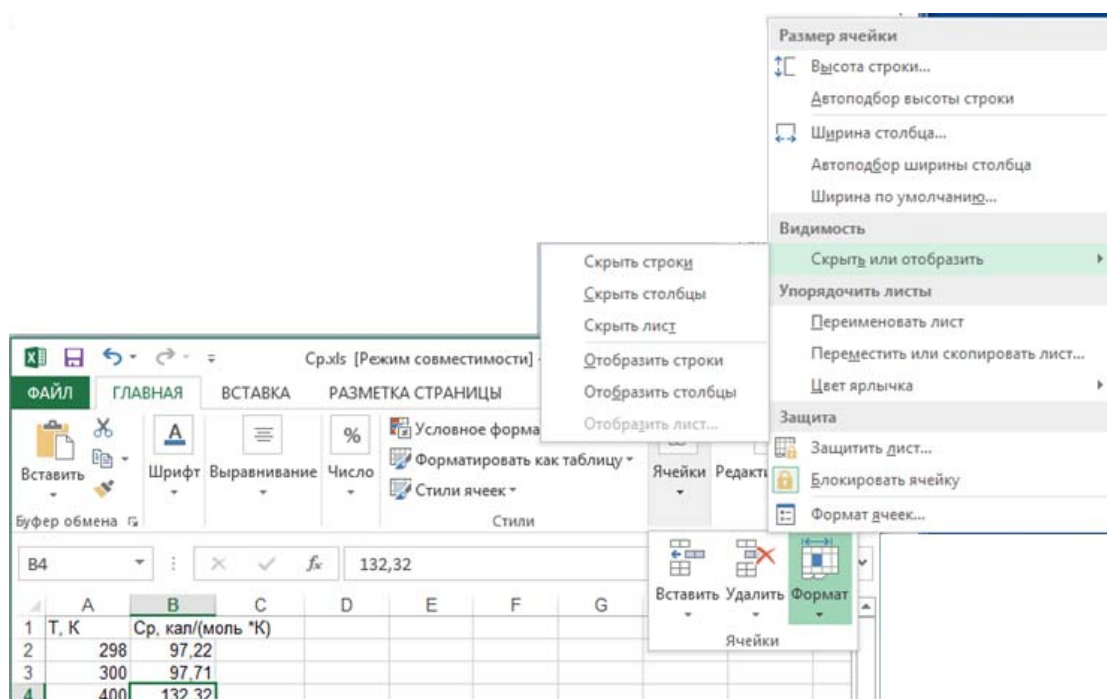 Размер ячейки
Высота строки...
Автоподбор высоты строки
Ширина столбца...
Автоподбор ширины столбца
Ширина по умолчанию...
Видимость
Скрыть или отобразить
Упорядочить листы
Переименовать лист
Переместить или скопировать лист...
Цвет ярлычка
Защита
Защитить лист...
Блокировать ячейку
Формат ячеек...
Скрыть строки
Скрыть столбцы
Скрыть лист
Отобразить строки
Отобразить столбцы
Отобразить лист...
Cp.xls [Режим совместимости] -
ФАЙЛ ГЛАВНАЯ ВСТАВКА РАЗМЕТКА СТРАНИЦЫ
Вставить
Шрифт
Выравнивание
%
Число
Условное форма
Форматировать как таблицу
Стили ячеек
Ячейки
Редакти
Буфер обмена
Стили
B4
fx
132,32
Вставить Удалить Формат
Ячейки
A B C D E F G
1 T, K Cp, кал/(моль *K)
2 298 97,22
3 300 97,71
4 400 132,32